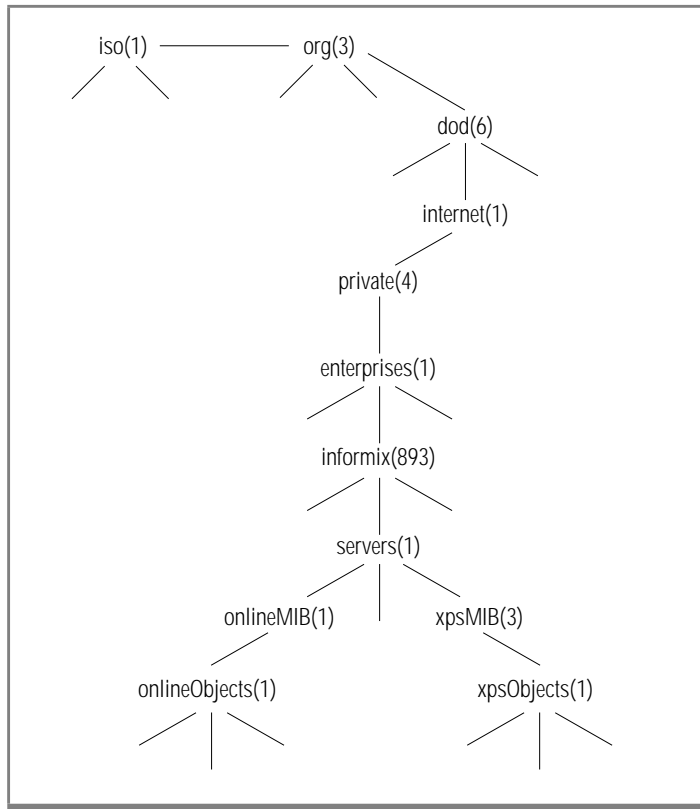 iso(1) org(3)
dod(6)
internet(1)
private(4)
enterprises(1)
informix(893)
servers(1)
onlineMIB(1) xpsMIB(3)
onlineObjects(1) xpsObjects(1)